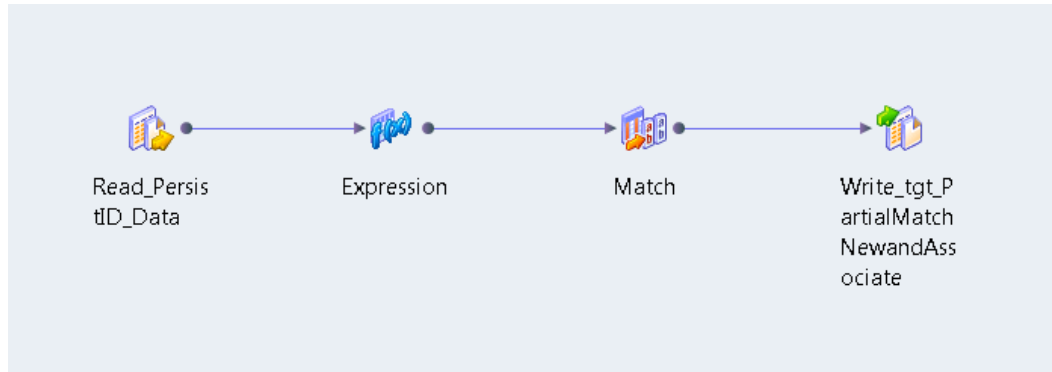 f(x)
Read_Persis
tID_Data
Expression
Match
Write_tgt_P
artialMatch
NewandAss
ociate